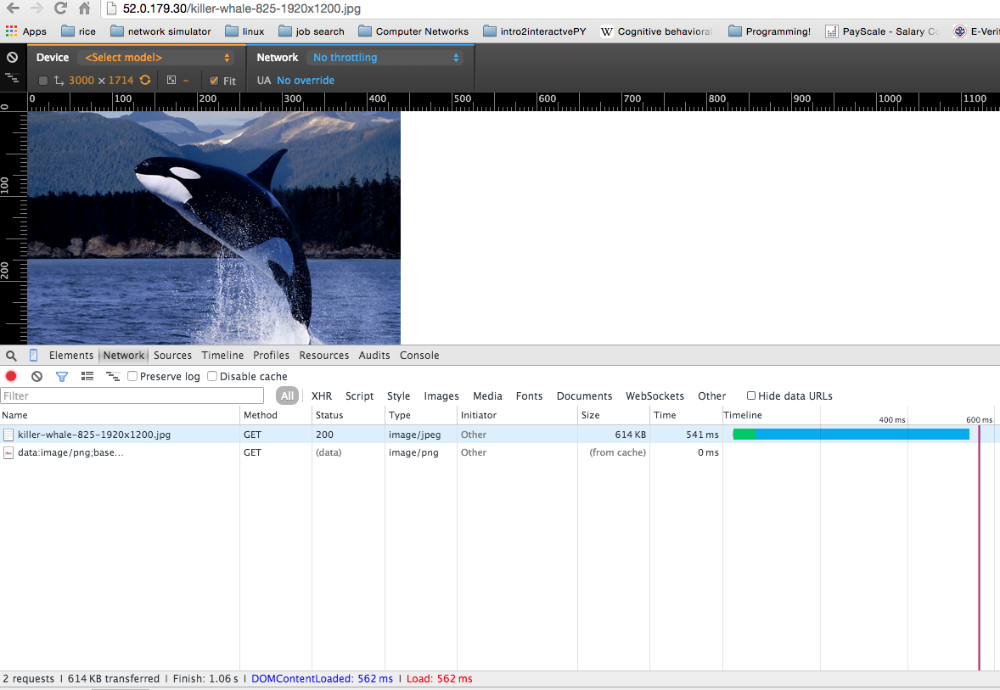 52.0.179.30/killer-whale-825-1920x1200.jpg
Apps rice network simulator linux job search Computer Networks intro2interactvePY W Cognitive behavioral Programming! PayScale - Salary Co E-Verif
Device <Select model> Network No throttling
3000 × 1714 – Fit UA No override
0 100 200 300 400 500 600 700 800 900 1000 1100
0
100
200
Elements Network Sources Timeline Profiles Resources Audits Console
Preserve log Disable cache
Filter All XHR Script Style Images Media Fonts Documents WebSockets Other Hide data URLs
Name Method Status Type Initiator Size Time Timeline 400 ms 600 ms
killer-whale-825-1920x1200.jpg GET 200 image/jpeg Other 614 KB 541 ms
data:image/png;base... GET (data) image/png Other (from cache) 0 ms
2 requests | 614 KB transferred | Finish: 1.06 s | DOMContentLoaded: 562 ms | Load: 562 ms